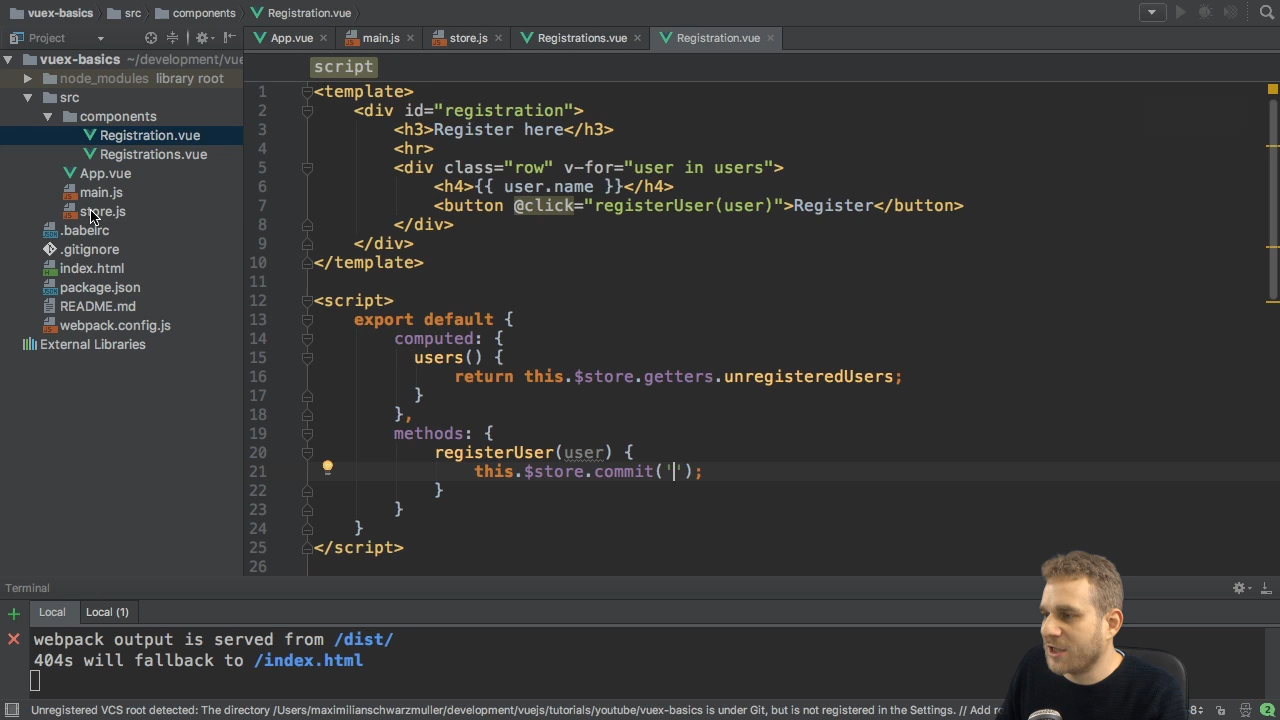 vuex-basics src components Registration.vue
Project
App.vue main.js store.js Registrations.vue Registration.vue
vuex-basics ~/development/vue
node_modules library root
src
components
Registration.vue
Registrations.vue
App.vue
main.js
store.js
.babelrc
.gitignore
index.html
package.json
README.md
webpack.config.js
External Libraries
script
1 <template>
2 <div id="registration">
3 <h3>Register here</h3>
4 <hr>
5 <div class="row" v-for="user in users">
6 <h4>{{ user.name }}</h4>
7 <button @click="registerUser(user)">Register</button>
8 </div>
9 </div>
10 </template>
11
12 <script>
13 export default {
14 computed: {
15 users() {
16 return this.$store.getters.unregisteredUsers;
17 }
18 },
19 methods: {
20 registerUser(user) {
21 this.$store.commit('');
22 }
23 }
24 }
25 </script>
26
Terminal
Local Local (1)
webpack output is served from /dist/
404s will fallback to /index.html
Unregistered VCS root detected: The directory /Users/maximilianschwarzmuller/development/vuejs/tutorials/youtube/vuex-basics is under Git, but is not registered in the Settings. // Add ro
8
2